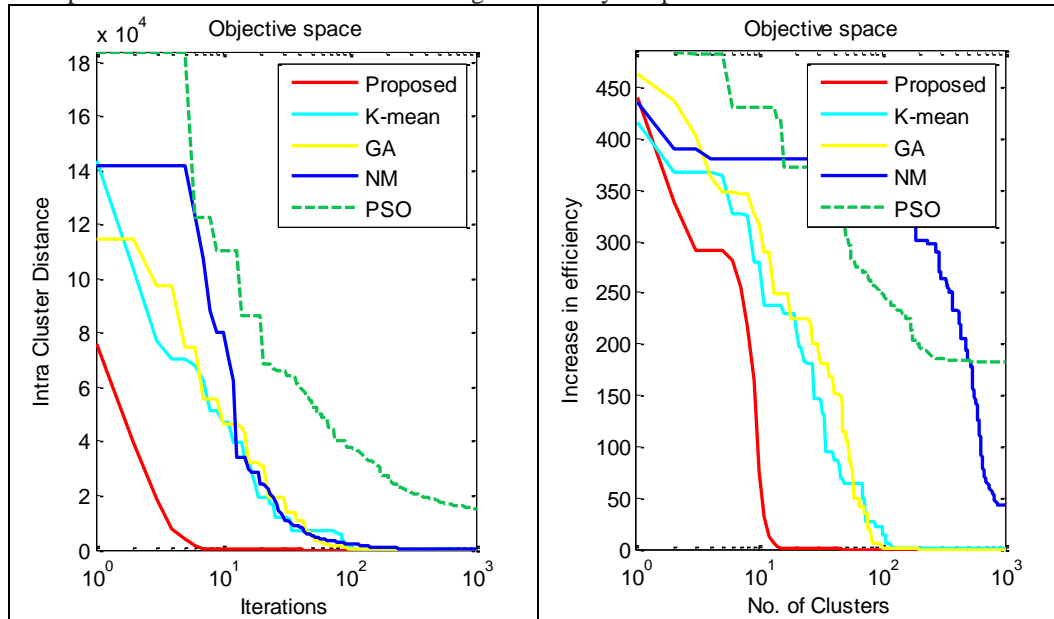 x 10^4
Objective space
18
16
14
12
10
8
6
4
2
0
Intra Cluster Distance
Proposed
K-mean
GA
NM
PSO
10^0 10^1 10^2 10^3
Iterations
Objective space
450
400
350
300
250
200
150
100
50
0
Increase in efficiency
Proposed
K-mean
GA
NM
PSO
10^0 10^1 10^2 10^3
No. of Clusters